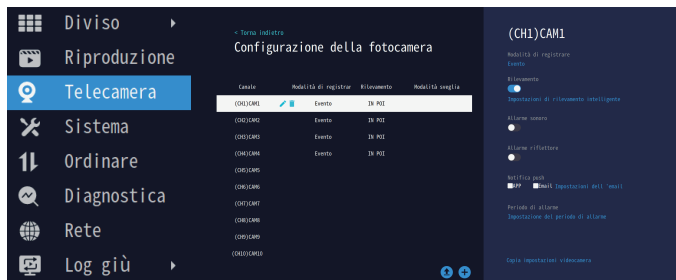 Diviso
Riproduzione
Telecamera
Sistema
Ordinare
Diagnostica
Rete
Log giù
< Torna indietro
Configurazione della fotocamera
Canale Modalità di registrar Rilevamento Modalità sveglia
(CH1)CAM1 Evento IN POI
(CH2)CAM2 Evento IN POI
(CH3)CAM3 Evento IN POI
(CH4)CAM4 Evento IN POI
(CH5)CAM5
(CH6)CAM6
(CH7)CAM7
(CH8)CAM8
(CH9)CAM9
(CH10)CAM10
(CH1)CAM1
Modalità di registrare
Evento
Rilevamento
Impostazioni di rilevamento intelligente
Allarme sonoro
Allarme riflettore
Notifica push
APP Email Impostazioni dell 'email
Periodo di allarme
Impostazione del periodo di allarme
Copia impostazioni videocamera